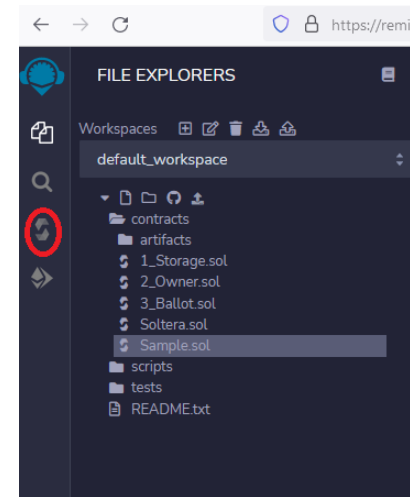 https://remi
FILE EXPLORERS
Workspaces
default_workspace
contracts
artifacts
1_Storage.sol
2_Owner.sol
3_Ballot.sol
Soltera.sol
Sample.sol
scripts
tests
README.txt